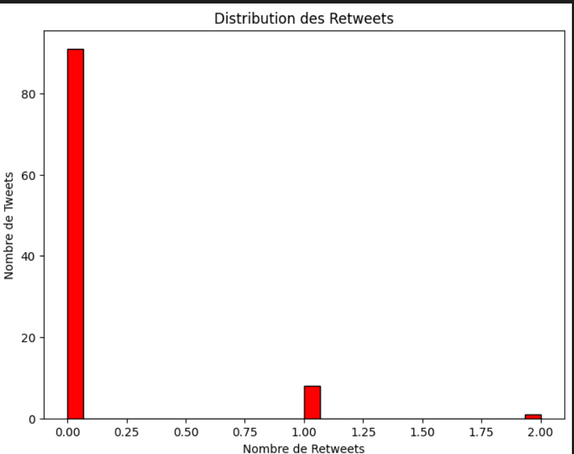 Distribution des Retweets
Nombre de Tweets
80
60
40
20
0
0.00 0.25 0.50 0.75 1.00 1.25 1.50 1.75 2.00
Nombre de Retweets